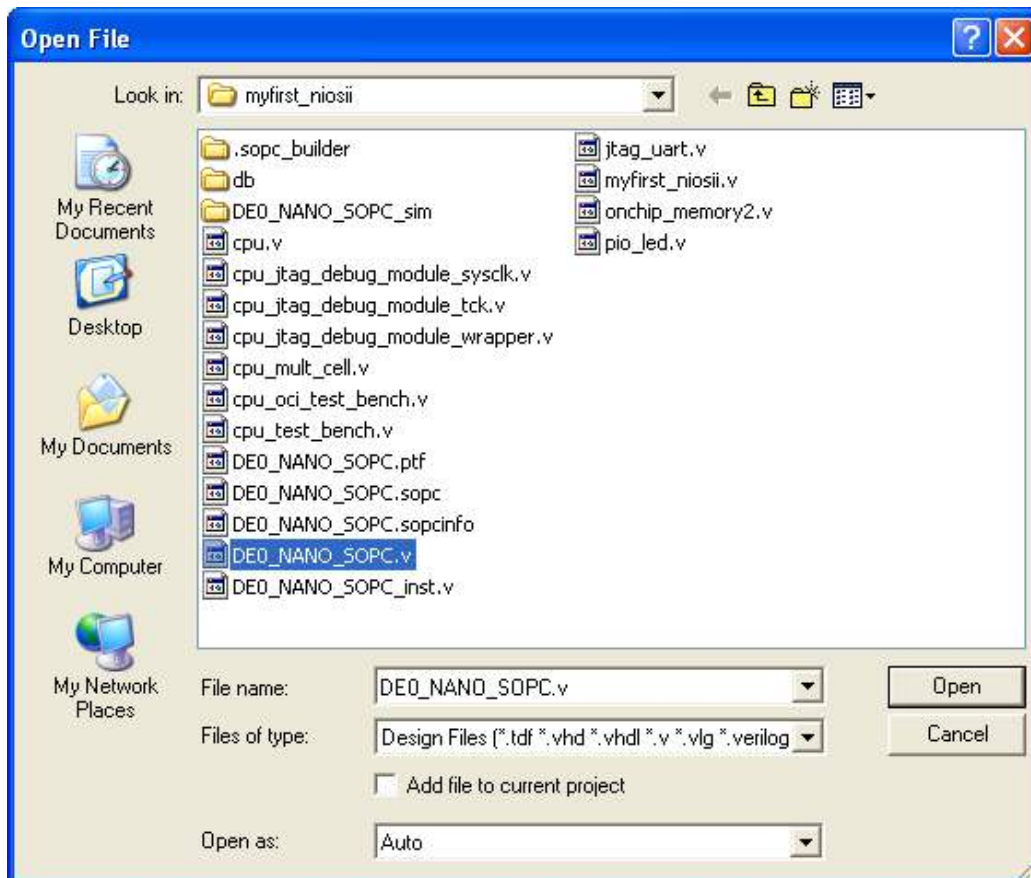 Open File
Look in:
myfirst_niosii
My Recent
Documents
Desktop
My Documents
My Computer
My Network
Places
.sopc_builder
db
DE0_NANO_SOPC_sim
cpu.v
cpu_jtag_debug_module_sysclk.v
cpu_jtag_debug_module_tck.v
cpu_jtag_debug_module_wrapper.v
cpu_mult_cell.v
cpu_oci_test_bench.v
cpu_test_bench.v
DE0_NANO_SOPC.ptf
DE0_NANO_SOPC.sopc
DE0_NANO_SOPC.sopcinfo
DE0_NANO_SOPC.v
DE0_NANO_SOPC_inst.v
jtag_uart.v
myfirst_niosii.v
onchip_memory2.v
pio_led.v
File name:
DE0_NANO_SOPC.v
Open
Files of type:
Design Files (*.tdf *.vhd *.vhdl *.v *.vlg *.verilog
Cancel
Add file to current project
Open as:
Auto